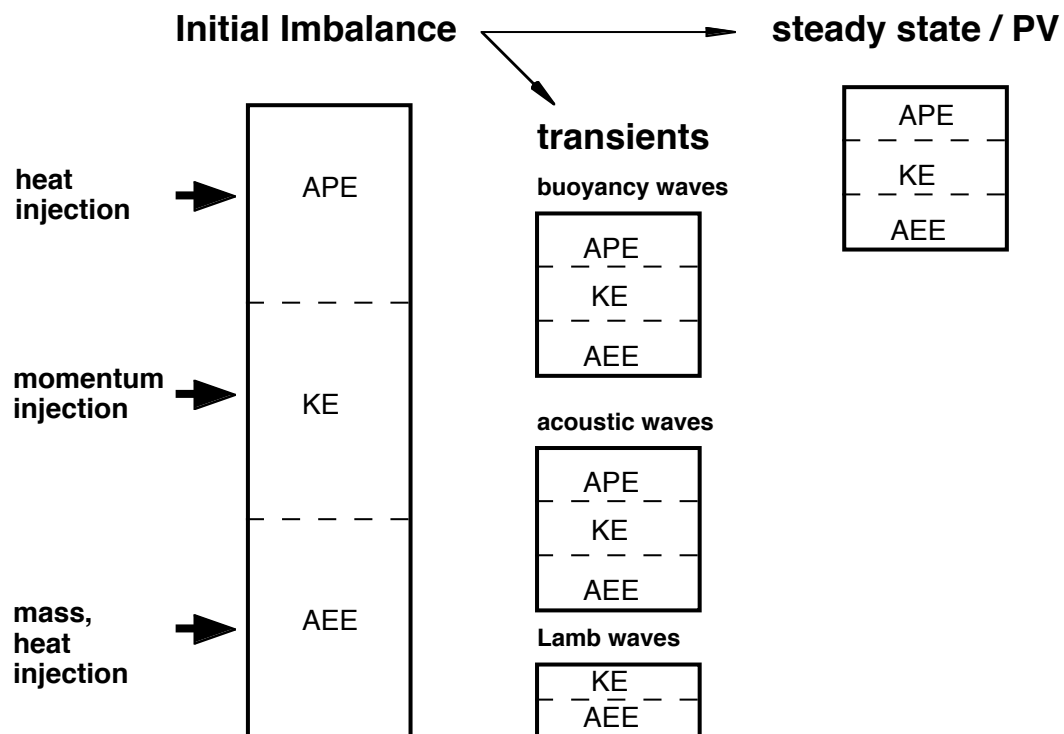 Initial Imbalance
steady state / PV
heat
injection
momentum
injection
mass,
heat
injection
APE
KE
AEE
transients
buoyancy waves
APE
KE
AEE
acoustic waves
APE
KE
AEE
Lamb waves
KE
AEE
APE
KE
AEE